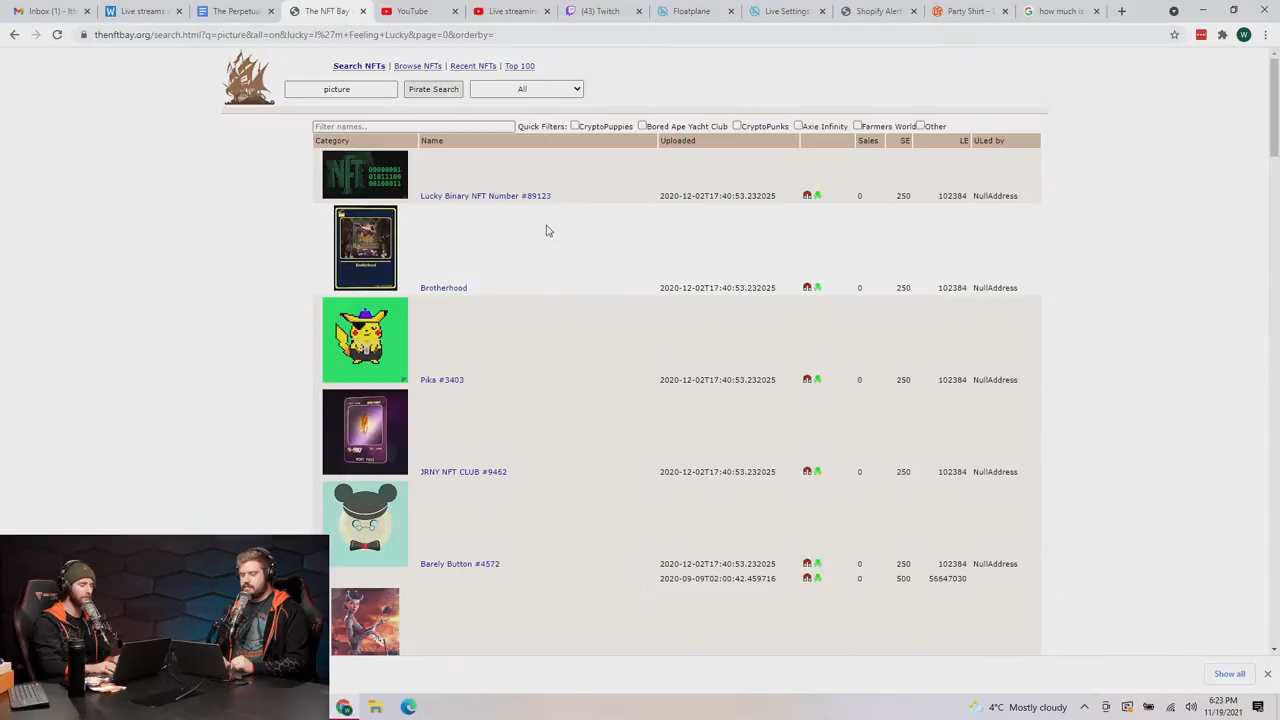 Inbox (1) - ltta
Live streams
The Perpetua
The NFT Bay
YouTube
Live streamin
(43) Twitch
Floatplane
Live Settings
Shopify Alert
Party Shirt –
how much is
thenftbay.org/search.html?q=picture&all=on&lucky=I%27m+Feeling+Lucky&page=0&orderby=
W
Search NFTs | Browse NFTs | Recent NFTs | Top 100
picture Pirate Search All
Filter names.. Quick Filters: CryptoPuppies Bored Ape Yacht Club CryptoPunks Axie Infinity Farmers World Other
Category Name Uploaded Sales SE LE ULed by
NFT
00000001
01011100
00100011
Lucky Binary NFT Number #89123 2020-12-02T17:40:53.232025 0 250 102384 NullAddress
Brotherhood
Brotherhood 2020-12-02T17:40:53.232025 0 250 102384 NullAddress
Pika #3403 2020-12-02T17:40:53.232025 0 250 102384 NullAddress
JRNY NFT CLUB #9462 2020-12-02T17:40:53.232025 0 250 102384 NullAddress
Barely Button #4572 2020-12-02T17:40:53.232025 0 250 102384 NullAddress
2020-09-09T02:00:42.459716 0 500 56647030
Show all
4°C Mostly cloudy
6:23 PM
11/19/2021